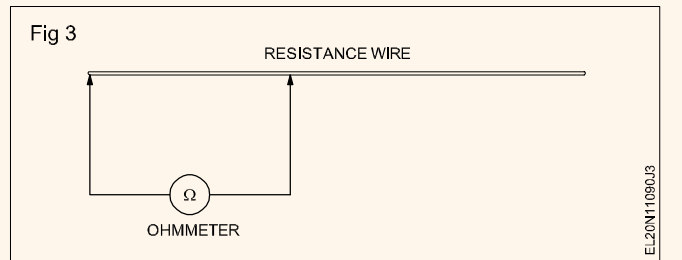 Fig 3
RESISTANCE WIRE
Ω
OHMMETER
EL20N11090J3